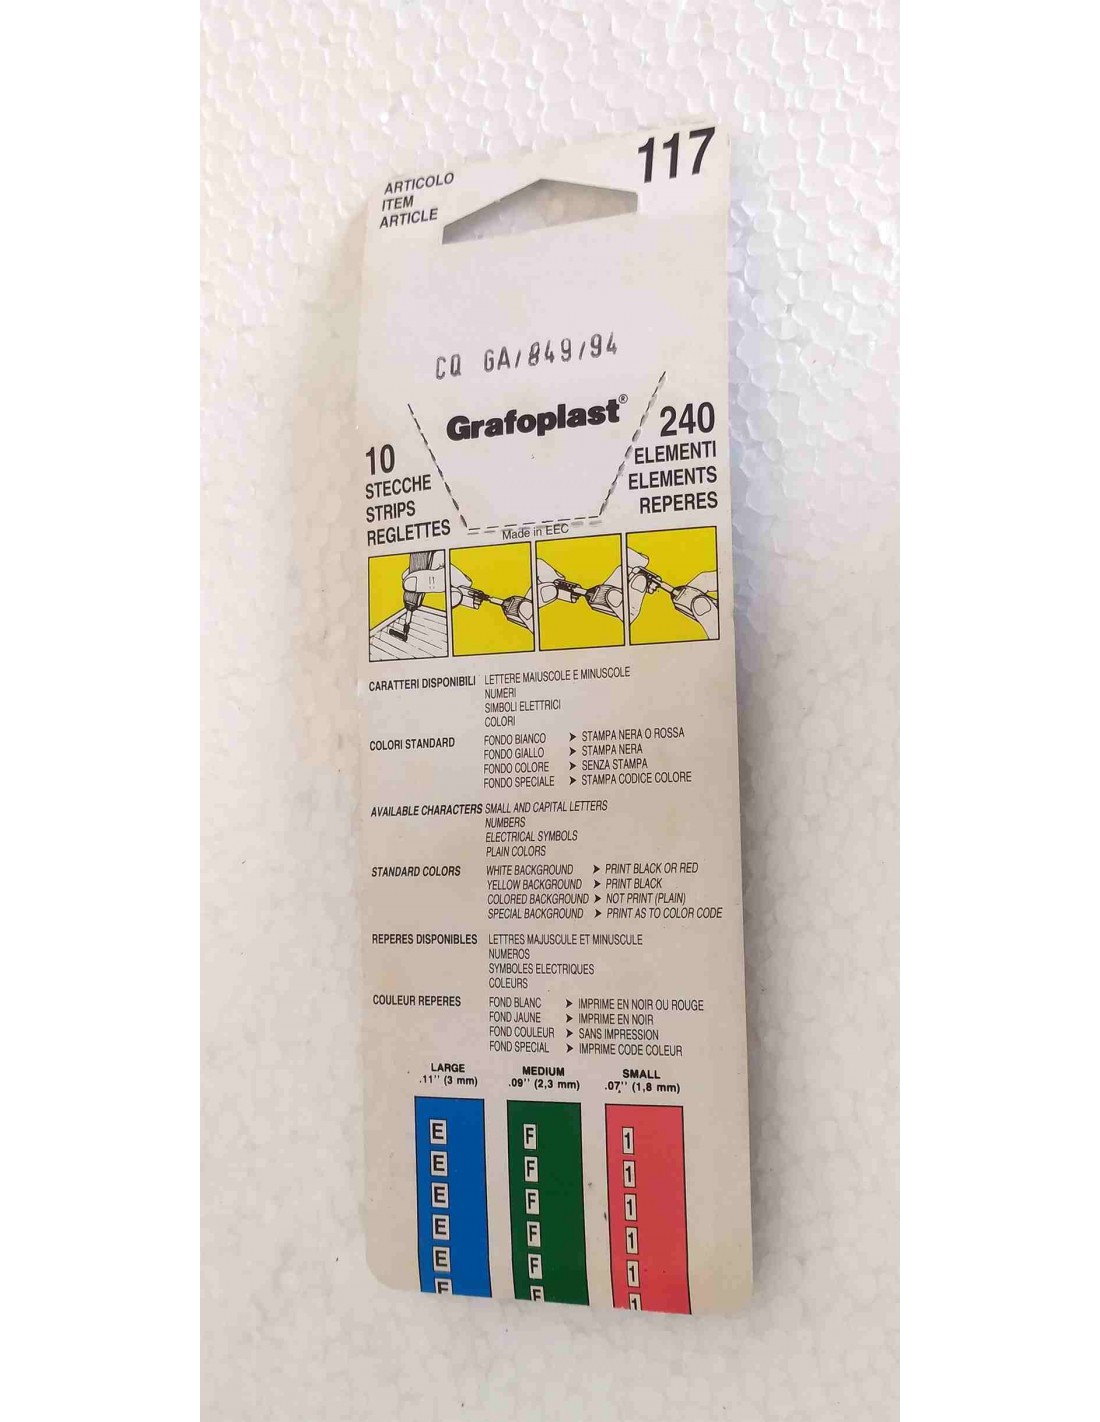 117
ARTICOLO
ITEM
ARTICLE
CQ GA/849/94
Grafoplast®
10
STECCHE
STRIPS
REGLETTES
240
ELEMENTI
ELEMENTS
REPERES
Made in EEC
CARATTERI DISPONIBILI LETTERE MAIUSCOLE E MINUSCOLE
NUMERI
SIMBOLI ELETTRICI
COLORI
COLORI STANDARD FONDO BIANCO ➤ STAMPA NERA O ROSSA
FONDO GIALLO ➤ STAMPA NERA
FONDO COLORE ➤ SENZA STAMPA
FONDO SPECIALE ➤ STAMPA CODICE COLORE
AVAILABLE CHARACTERS SMALL AND CAPITAL LETTERS
NUMBERS
ELECTRICAL SYMBOLS
PLAIN COLORS
STANDARD COLORS WHITE BACKGROUND ➤ PRINT BLACK OR RED
YELLOW BACKGROUND ➤ PRINT BLACK
COLORED BACKGROUND ➤ NOT PRINT (PLAIN)
SPECIAL BACKGROUND ➤ PRINT AS TO COLOR CODE
REPERES DISPONIBLES LETTRES MAJUSCULE ET MINUSCULE
NUMEROS
SYMBOLES ELECTRIQUES
COLEURS
COULEUR REPERES FOND BLANC ➤ IMPRIME EN NOIR OU ROUGE
FOND JAUNE ➤ IMPRIME EN NOIR
FOND COULEUR ➤ SANS IMPRESSION
FOND SPECIAL ➤ IMPRIME CODE COLEUR
LARGE
.11'' (3 mm)
MEDIUM
.09'' (2,3 mm)
SMALL
.07'' (1,8 mm)
E
E
E
E
E
E
F
F
F
F
F
F
1
1
1
1
1
1